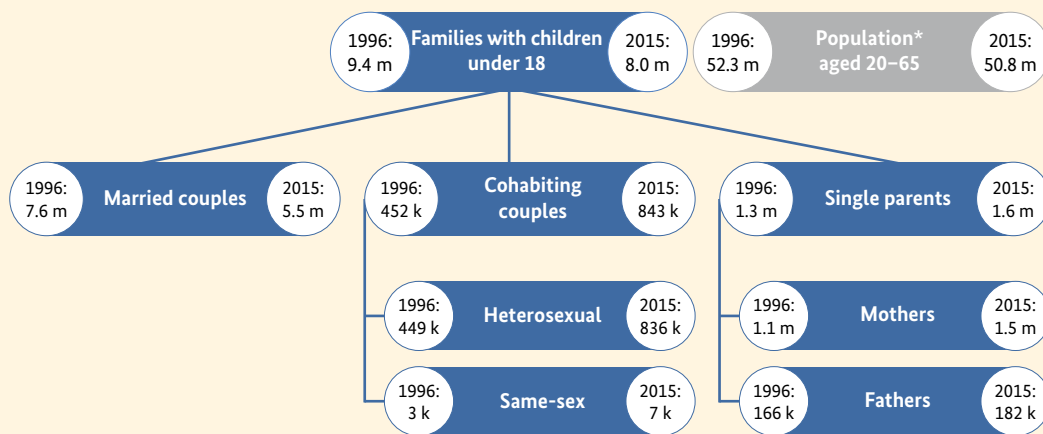 1996:
9.4 m
Families with children
under 18
2015:
8.0 m
1996:
52.3 m
Population*
aged 20–65
2015:
50.8 m
1996:
7.6 m
Married couples
2015:
5.5 m
1996:
452 k
Cohabiting
couples
2015:
843 k
1996:
1.3 m
Single parents
2015:
1.6 m
1996:
449 k
Heterosexual
2015:
836 k
1996:
1.1 m
Mothers
2015:
1.5 m
1996:
3 k
Same-sex
2015:
7 k
1996:
166 k
Fathers
2015:
182 k